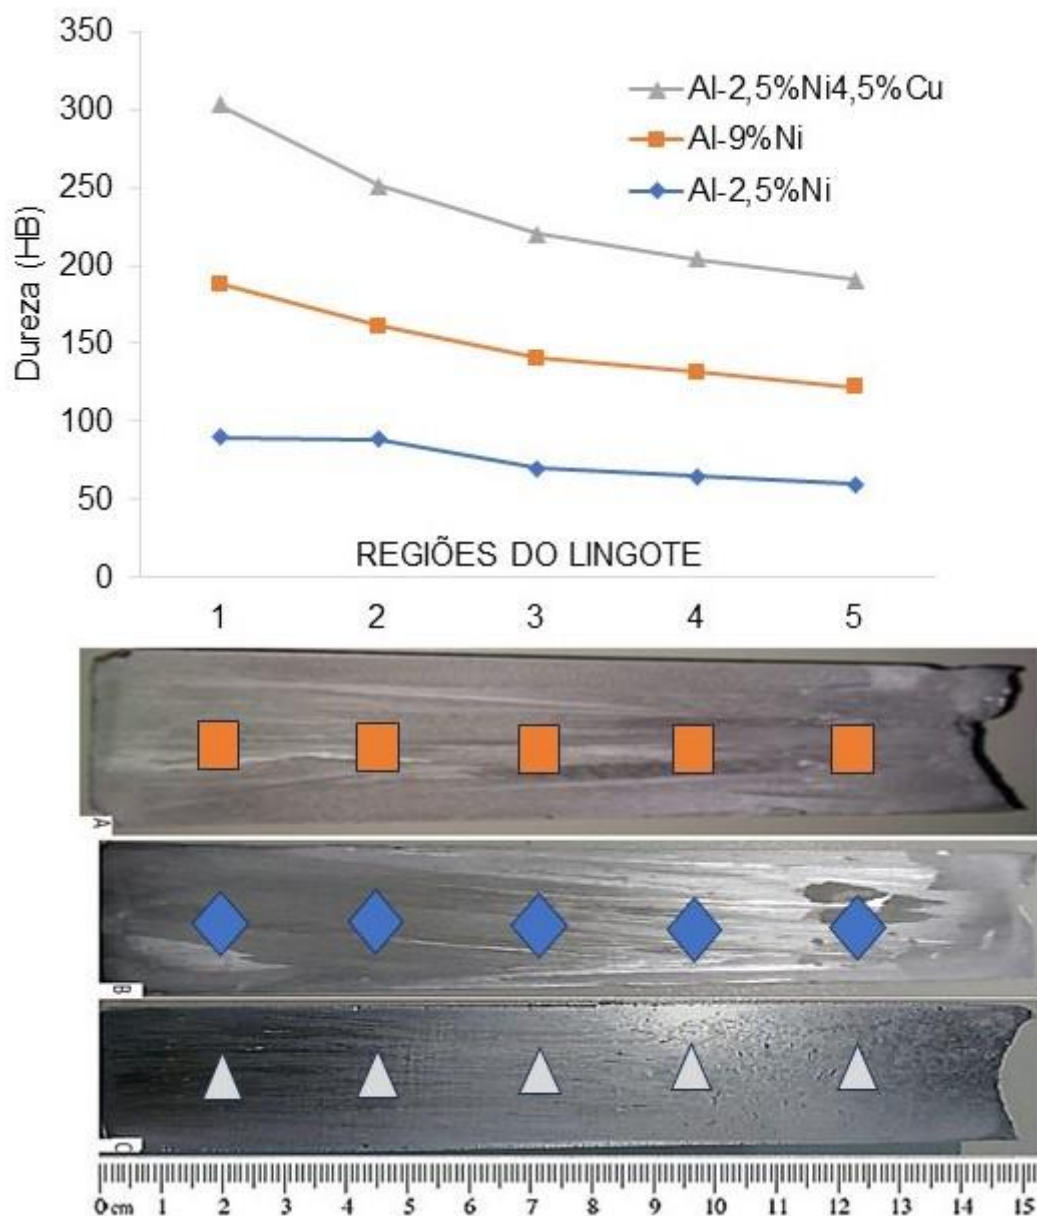 350
300
250
200
150
100
50
0
Dureza (HB)
Al-2,5%Ni4,5%Cu
Al-9%Ni
Al-2,5%Ni
REGIÕES DO LINGOTE
1 2 3 4 5
A
B
C
0 cm 1 2 3 4 5 6 7 8 9 10 11 12 13 14 15